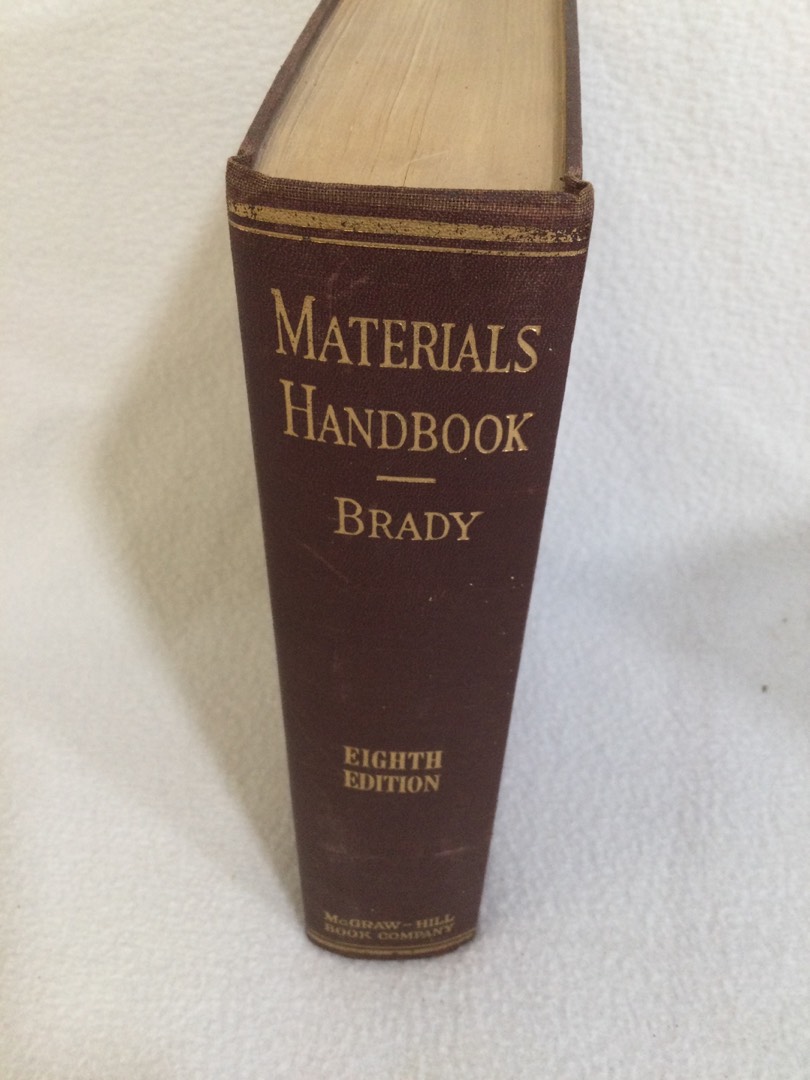 MATERIALS
HANDBOOK
BRADY
EIGHTH
EDITION
McGRAW-HILL
BOOK COMPANY